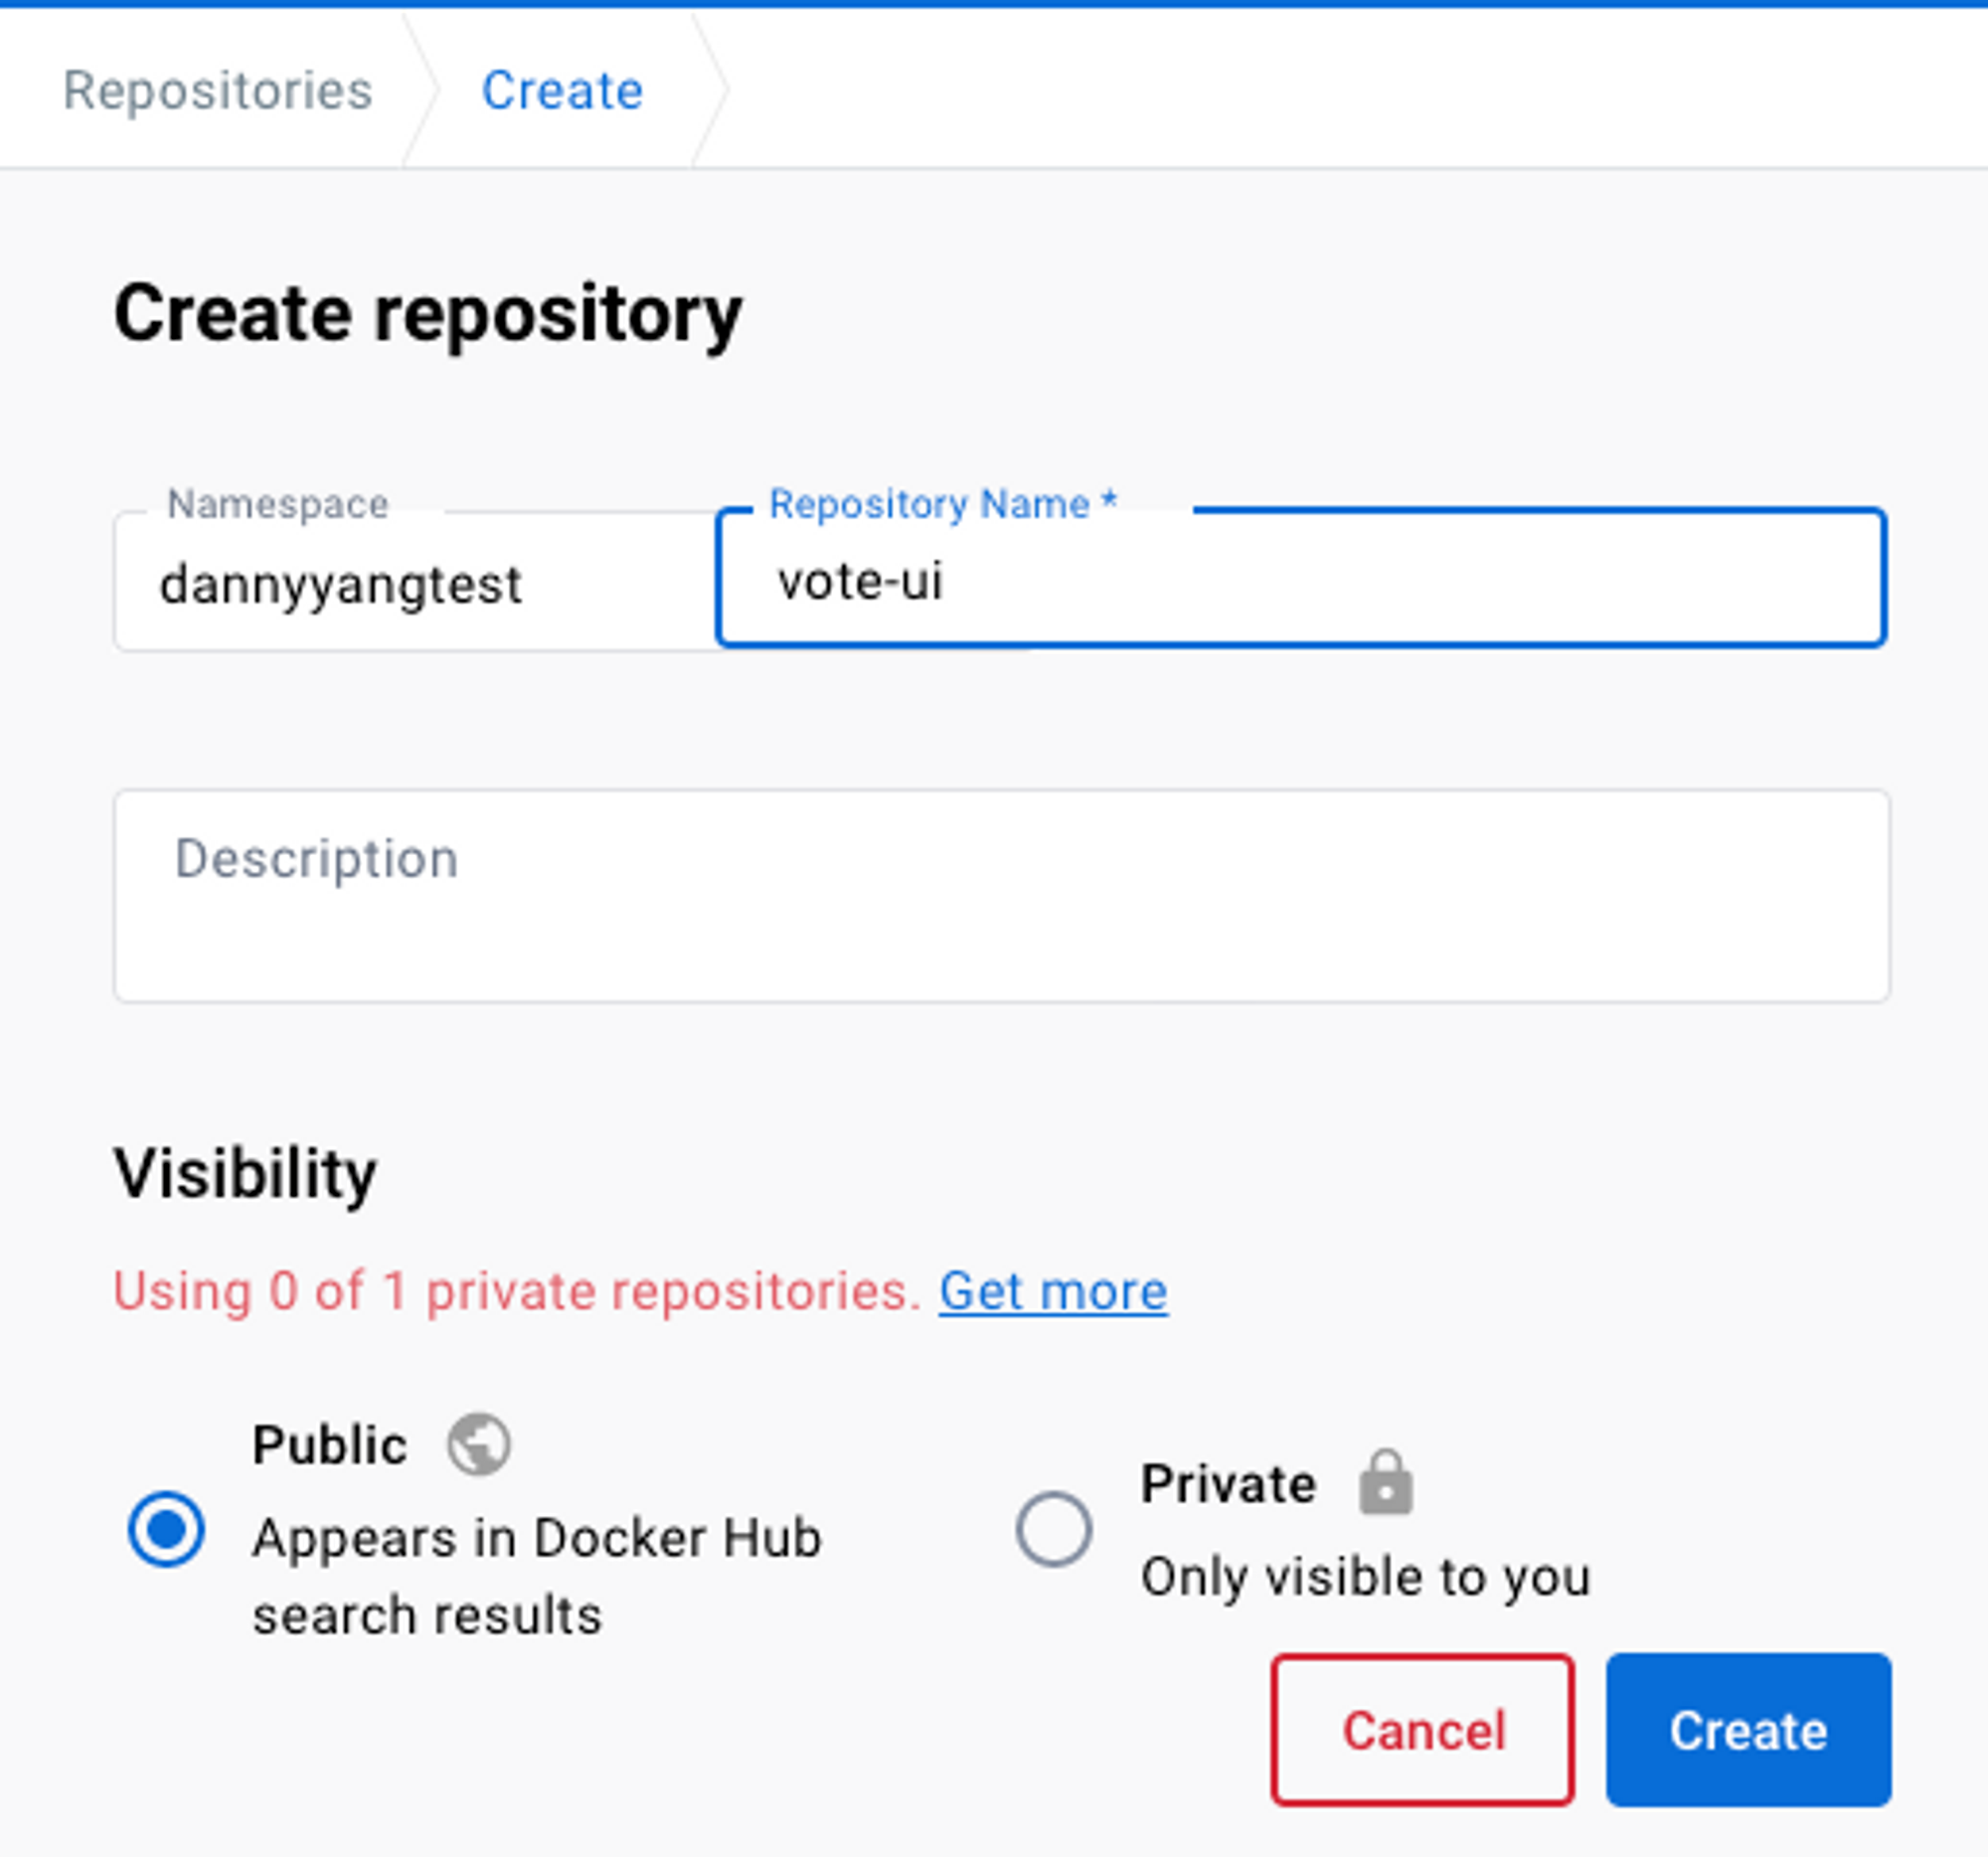 Repositories
Create
Create repository
Namespace
dannyyangtest
Repository Name *
vote-ui
Description
Visibility
Using 0 of 1 private repositories. Get more
Public
Appears in Docker Hub
search results
Private
Only visible to you
Cancel
Create